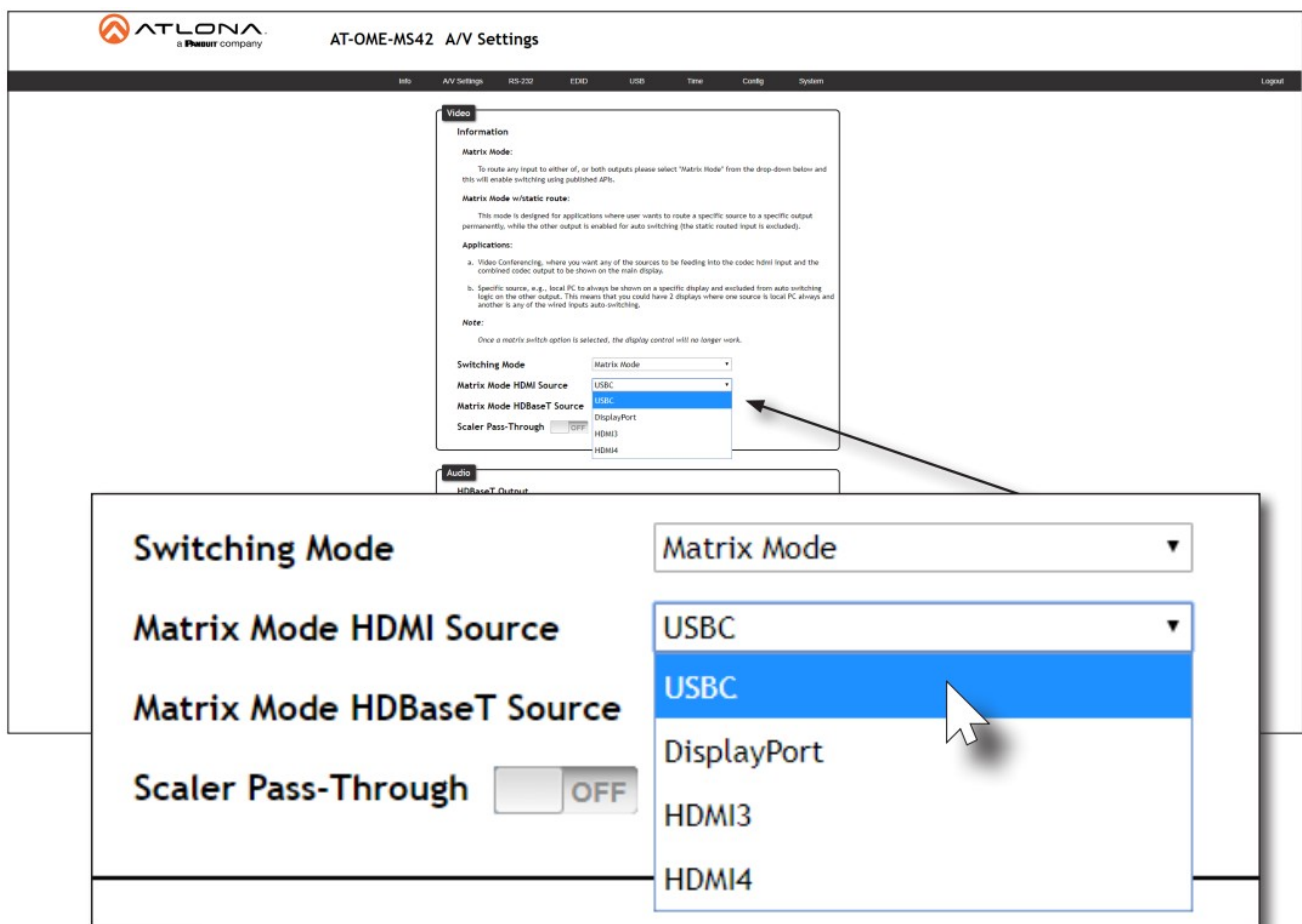 ATLONA.
a PANDUIT company
AT-OME-MS42 A/V Settings
Info A/V Settings RS-232 EDID USB Time Config System Logout
Video
Information
Matrix Mode:
To route any input to either of, or both outputs please select "Matrix Mode" from the drop-down below and
this will enable switching using published APIs.
Matrix Mode w/static route:
This mode is designed for applications where user wants to route a specific source to a specific output
permanently, while the other output is enabled for auto switching (the static routed input is excluded).
Applications:
a. Video Conferencing, where you want any of the sources to be feeding into the codec hdmi input and the
combined codec output to be shown on the main display.
b. Specific source, e.g., local PC to always be shown on a specific display and excluded from auto switching
logic on the other output. This means that you could have 2 displays where one source is local PC always and
another is any of the wired inputs auto-switching.
Note:
Once a matrix switch option is selected, the display control will no longer work.
Switching Mode Matrix Mode
Matrix Mode HDMI Source USBC
USBC
Matrix Mode HDBaseT Source
DisplayPort
Scaler Pass-Through OFF
HDMI3
HDMI4
Audio
HDBaseT Output
Switching Mode Matrix Mode
Matrix Mode HDMI Source USBC
USBC
Matrix Mode HDBaseT Source
DisplayPort
Scaler Pass-Through OFF
HDMI3
HDMI4